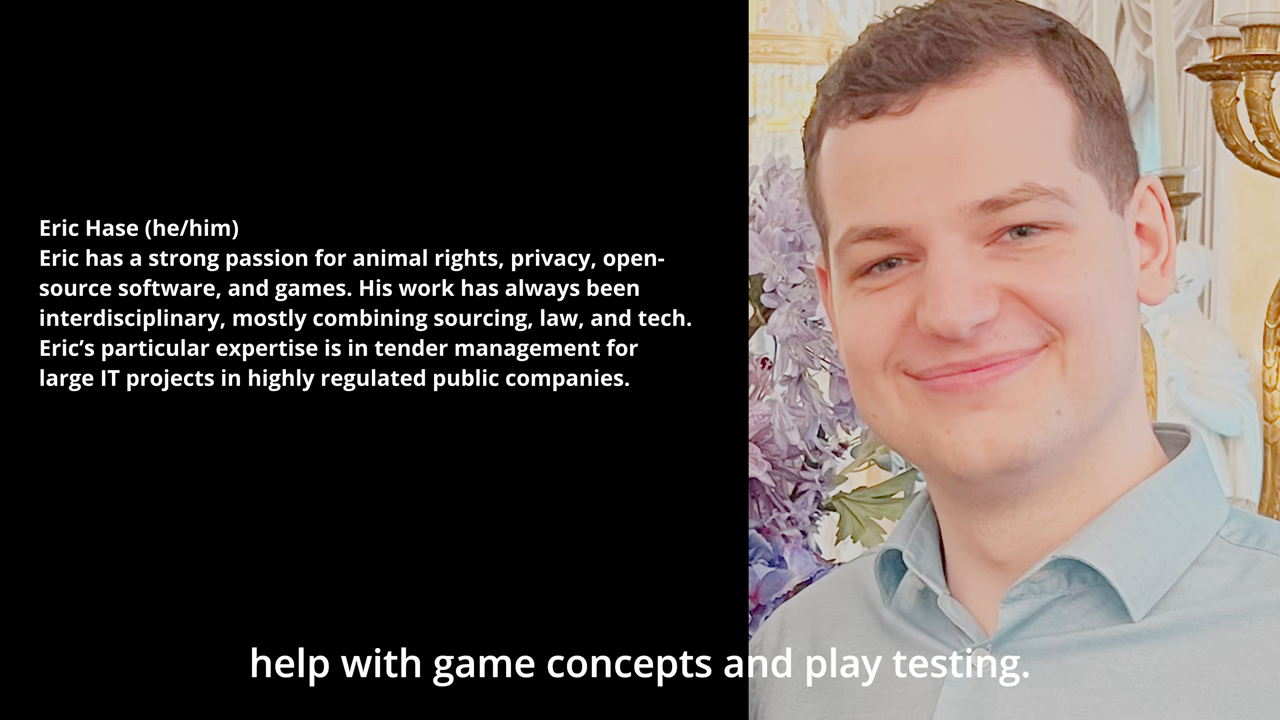 Eric Hase (he/him)
Eric has a strong passion for animal rights, privacy, open-
source software, and games. His work has always been
interdisciplinary, mostly combining sourcing, law, and tech.
Eric’s particular expertise is in tender management for
large IT projects in highly regulated public companies.
help with game concepts and play testing.